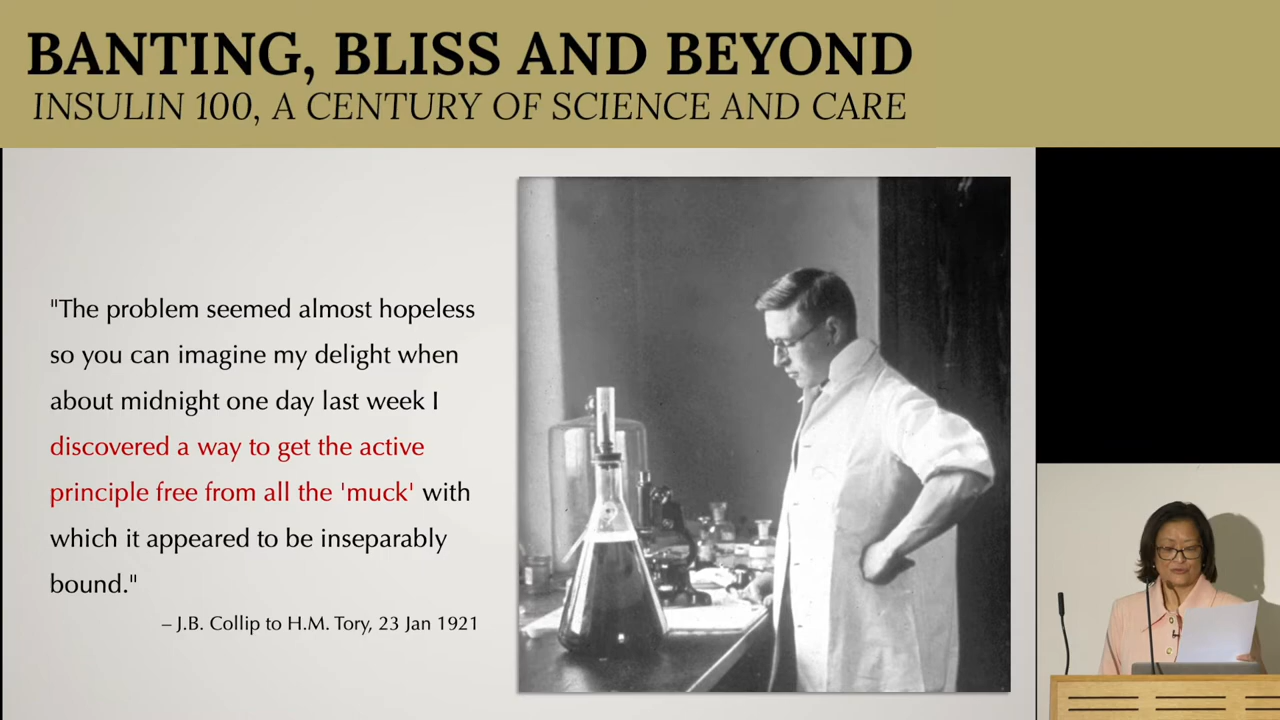 BANTING, BLISS AND BEYOND
INSULIN 100, A CENTURY OF SCIENCE AND CARE
"The problem seemed almost hopeless
so you can imagine my delight when
about midnight one day last week I
discovered a way to get the active
principle free from all the 'muck' with
which it appeared to be inseparably
bound."
– J.B. Collip to H.M. Tory, 23 Jan 1921